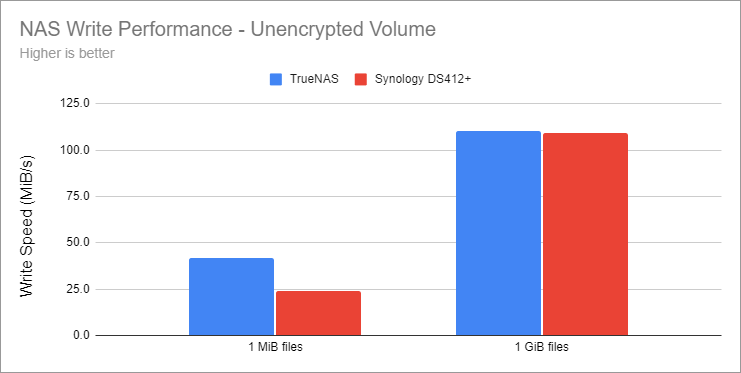 NAS Write Performance - Unencrypted Volume
Higher is better
TrueNAS Synology DS412+
Write Speed (MiB/s)
125.0
100.0
75.0
50.0
25.0
0.0
1 MiB files 1 GiB files